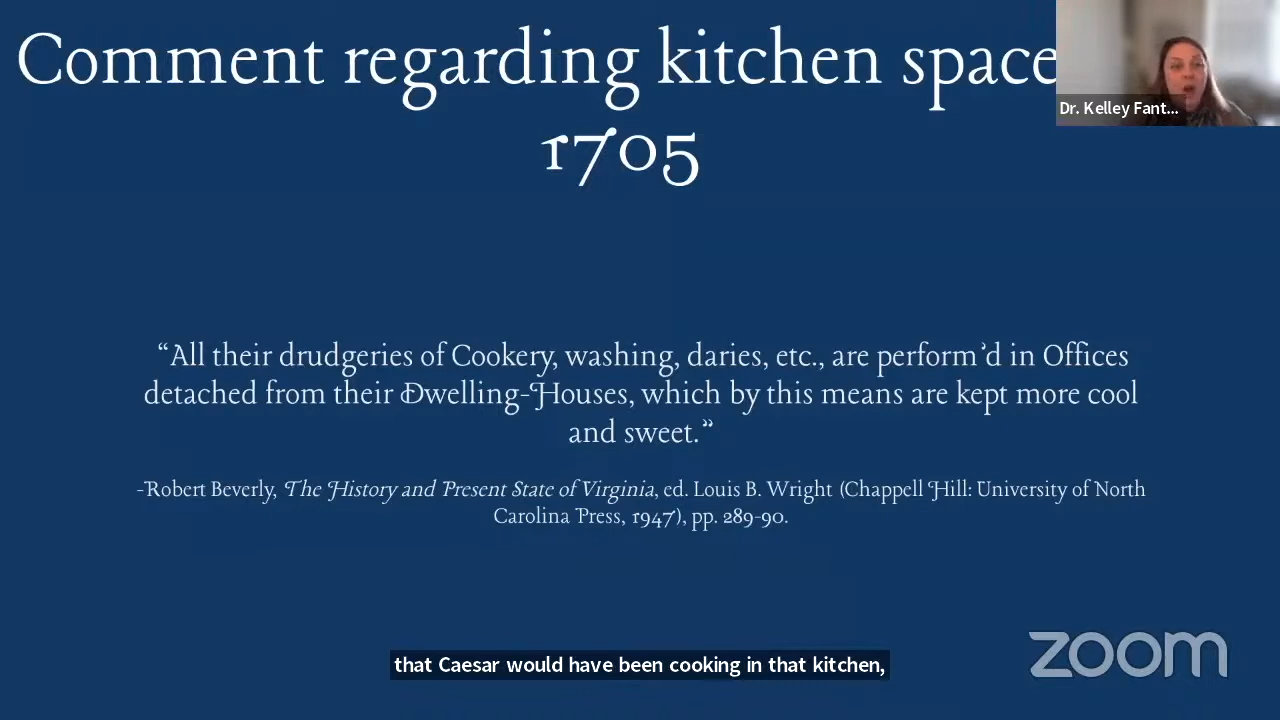 Comment regarding kitchen space
1705
Dr. Kelley Fant...
“All their drudgeries of Cookery, washing, daries, etc., are perform’d in Offices
detached from their Dwelling-Houses, which by this means are kept more cool
and sweet.”
-Robert Beverly, The History and Present State of Virginia, ed. Louis B. Wright (Chappell Hill: University of North
Carolina Press, 1947), pp. 289-90.
that Caesar would have been cooking in that kitchen,
zoom